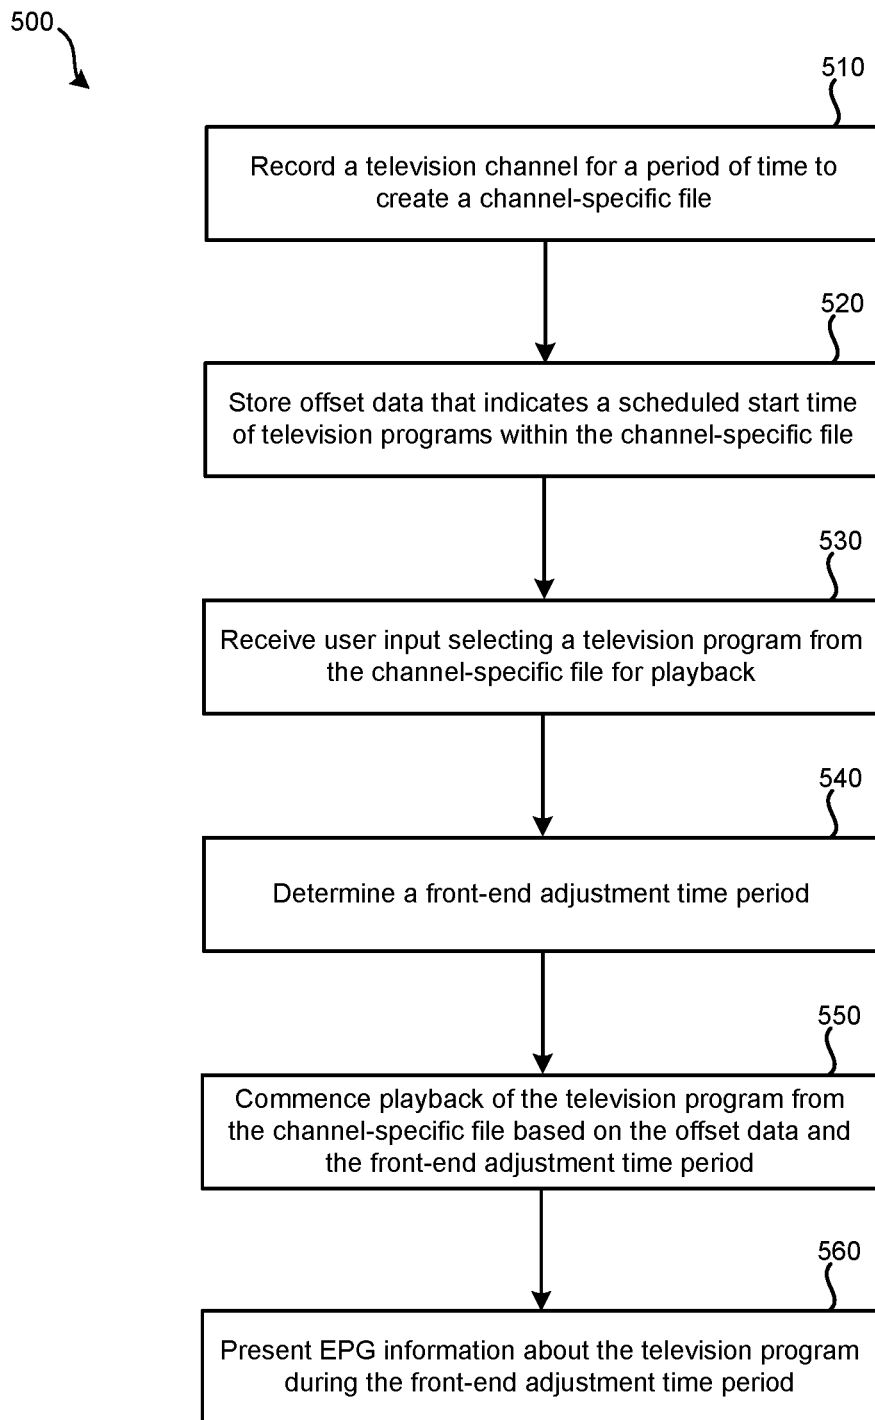 500
510
Record a television channel for a period of time to
create a channel-specific file
520
Store offset data that indicates a scheduled start time
of television programs within the channel-specific file
530
Receive user input selecting a television program from
the channel-specific file for playback
540
Determine a front-end adjustment time period
550
Commence playback of the television program from
the channel-specific file based on the offset data and
the front-end adjustment time period
560
Present EPG information about the television program
during the front-end adjustment time period